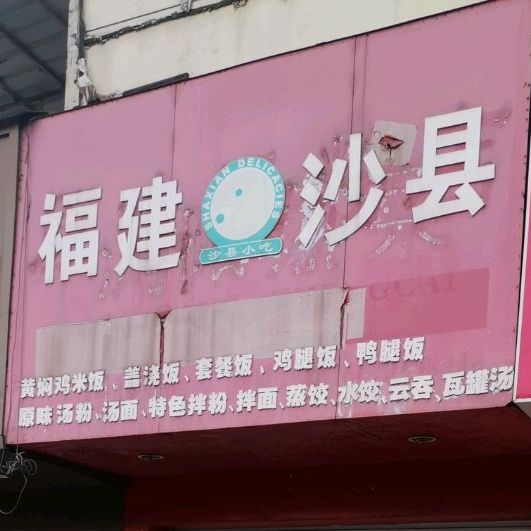 福建沙县
SHAXIAN DELICACIES
沙县小吃
GUAI
黄焖鸡米饭、盖浇饭、套餐饭、鸡腿饭、鸭腿饭
原味汤粉、汤面、特色拌粉、拌面、蒸饺、水饺、云吞、瓦罐汤